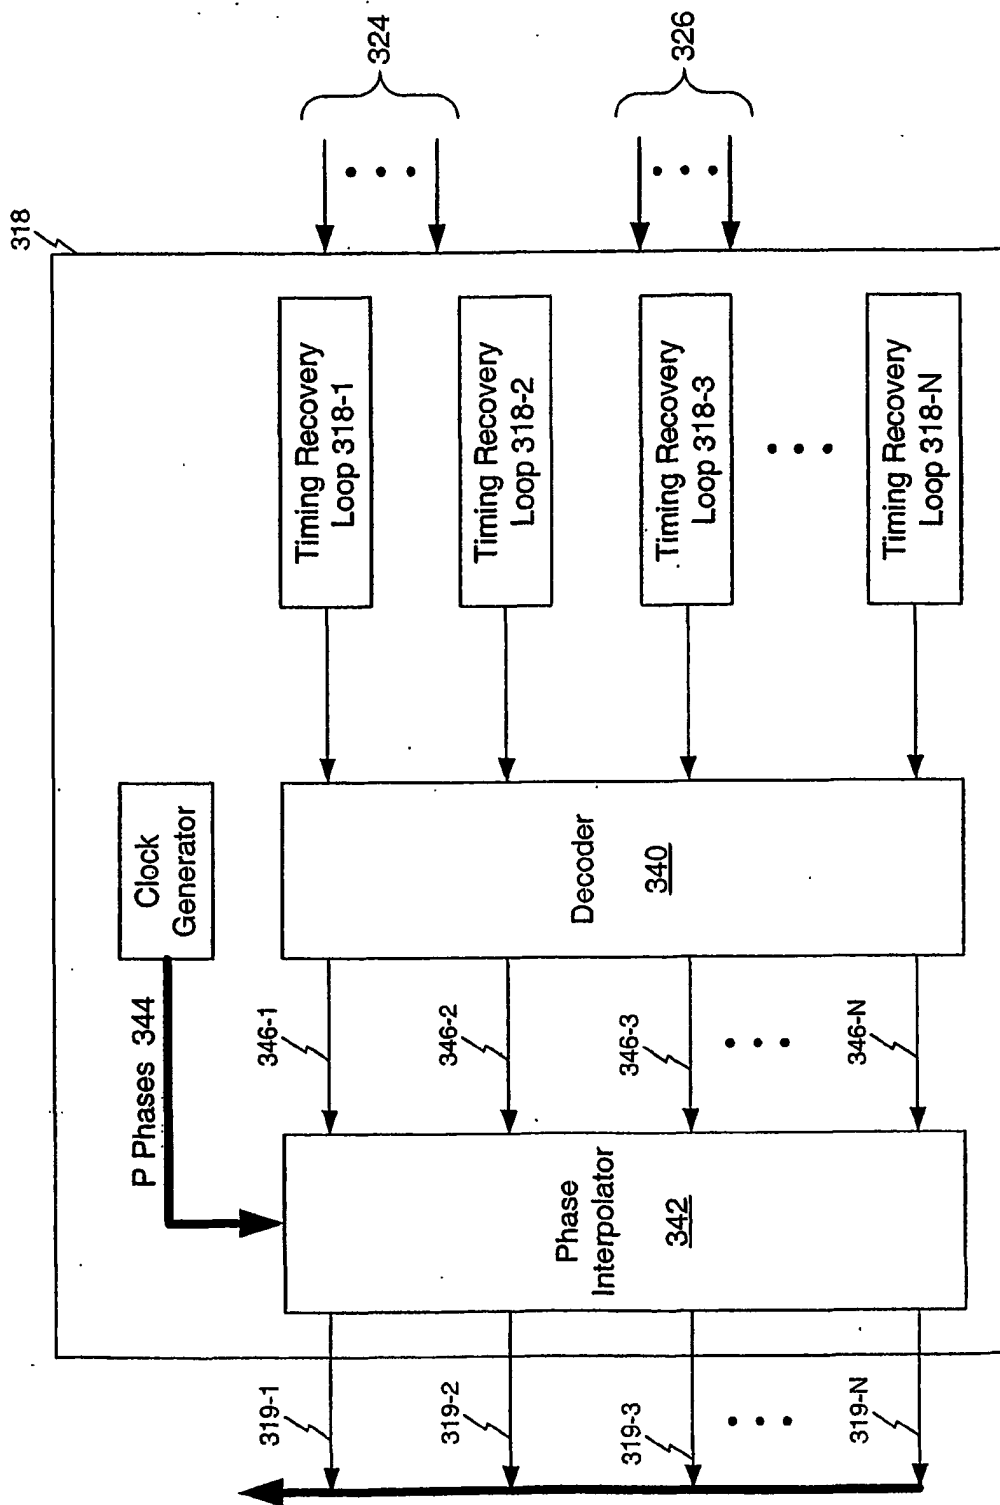 318
324
326
Timing Recovery
Loop 318-1
Timing Recovery
Loop 318-2
Timing Recovery
Loop 318-3
Timing Recovery
Loop 318-N
Clock
Generator
P Phases 344
Decoder
340
346-1
346-2
346-3
346-N
Phase
Interpolator
342
319-1
319-2
319-3
319-N